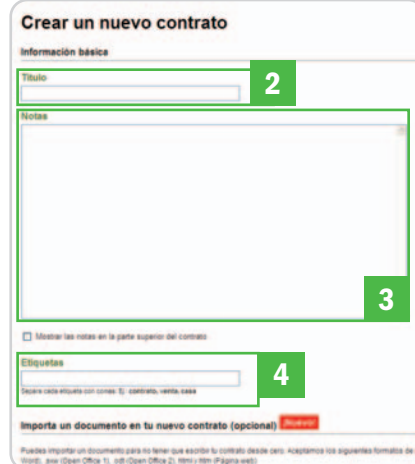 Crear un nuevo contrato
Información básica
Título
2
Notas
3
Mostrar las notas en la parte superior del contrato
Etiquetas
4
Separa cada etiqueta con comas. Ej: contrato, venta, casa
Importa un documento en tu nuevo contrato (opcional) ¡Nuevo!
Puedes importar un documento para no tener que escribir tu contrato desde cero. Aceptamos los siguientes formatos de
Word), .sxw (Open Office 1), .odt (Open Office 2), .html y .htm (Página web)